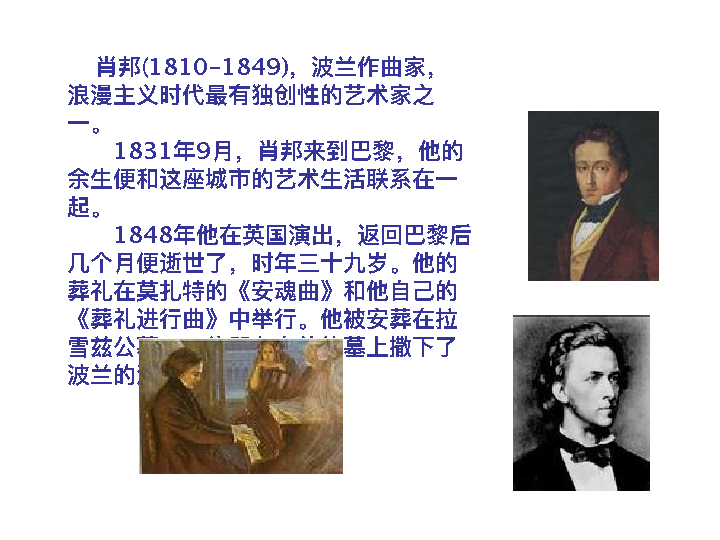 肖邦(1810-1849)，波兰作曲家，
浪漫主义时代最有独创性的艺术家之
一。
1831年9月，肖邦来到巴黎，他的
余生便和这座城市的艺术生活联系在一
起。
1848年他在英国演出，返回巴黎后
几个月便逝世了，时年三十九岁。他的
葬礼在莫扎特的《安魂曲》和他自己的
《葬礼进行曲》中举行。他被安葬在拉
雪兹公墓上撒下了
波兰的